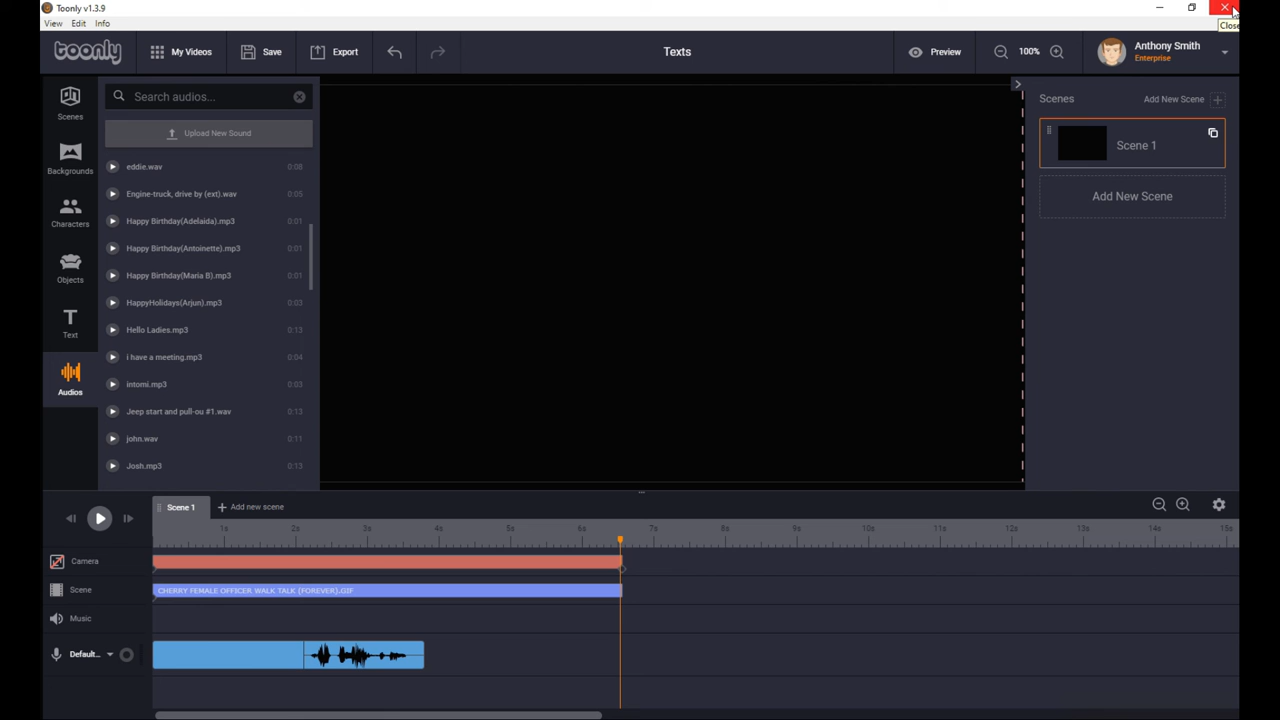 Toonly v1.3.9
Close
View Edit Info
toonly
My Videos
Save
Export
Texts
Preview
100%
Anthony Smith
Enterprise
Scenes
Backgrounds
Characters
Objects
Text
Audios
Search audios...
Upload New Sound
eddie.wav 0:08
Engine-truck, drive by (ext).wav 0:05
Happy Birthday(Adelaida).mp3 0:01
Happy Birthday(Antoinette).mp3 0:01
Happy Birthday(Maria B).mp3 0:01
HappyHolidays(Arjun).mp3 0:03
Hello Ladies.mp3 0:13
i have a meeting.mp3 0:04
intomi.mp3 0:03
Jeep start and pull-ou #1.wav 0:13
john.wav 0:11
Josh.mp3 0:13
Scenes Add New Scene
Scene 1
Add New Scene
Scene 1 Add new scene
1s 2s 3s 4s 5s 6s 7s 8s 9s 10s 11s 12s 13s 14s 15s
Camera
Scene CHERRY FEMALE OFFICER WALK TALK (FOREVER).GIF
Music
Default...